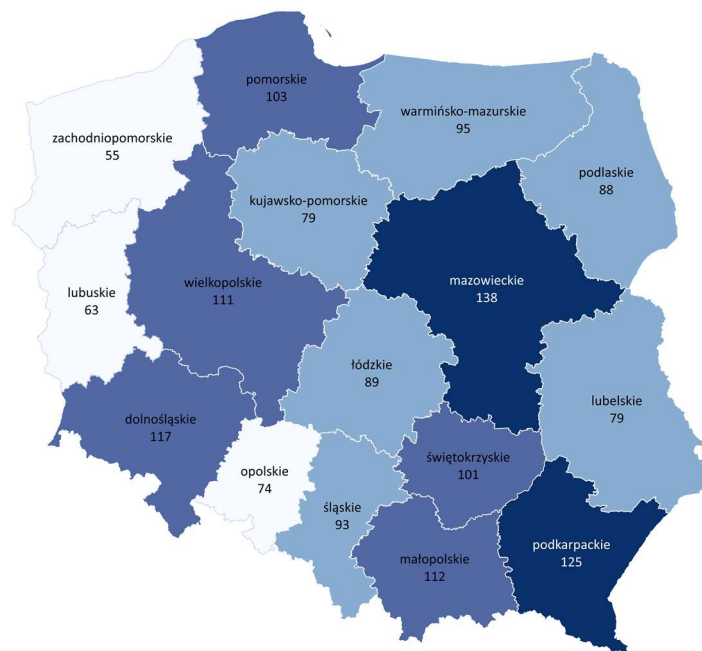 pomorskie
103
warmińsko-mazurskie
95
zachodniopomorskie
55
podlaskie
88
kujawsko-pomorskie
79
mazowieckie
138
wielkopolskie
111
lubuskie
63
łódzkie
89
lubelskie
79
dolnośląskie
117
świętokrzyskie
101
opolskie
74
śląskie
93
podkarpackie
125
małopolskie
112